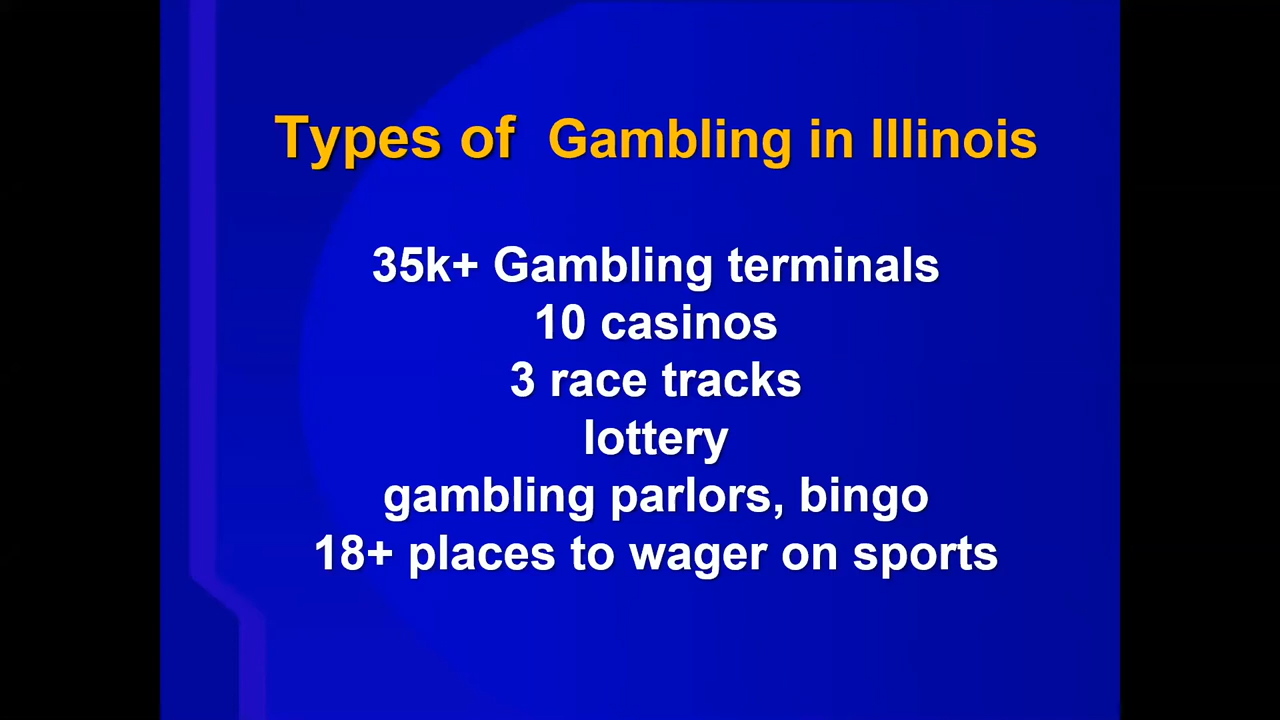 Types of Gambling in Illinois
35k+ Gambling terminals
10 casinos
3 race tracks
lottery
gambling parlors, bingo
18+ places to wager on sports